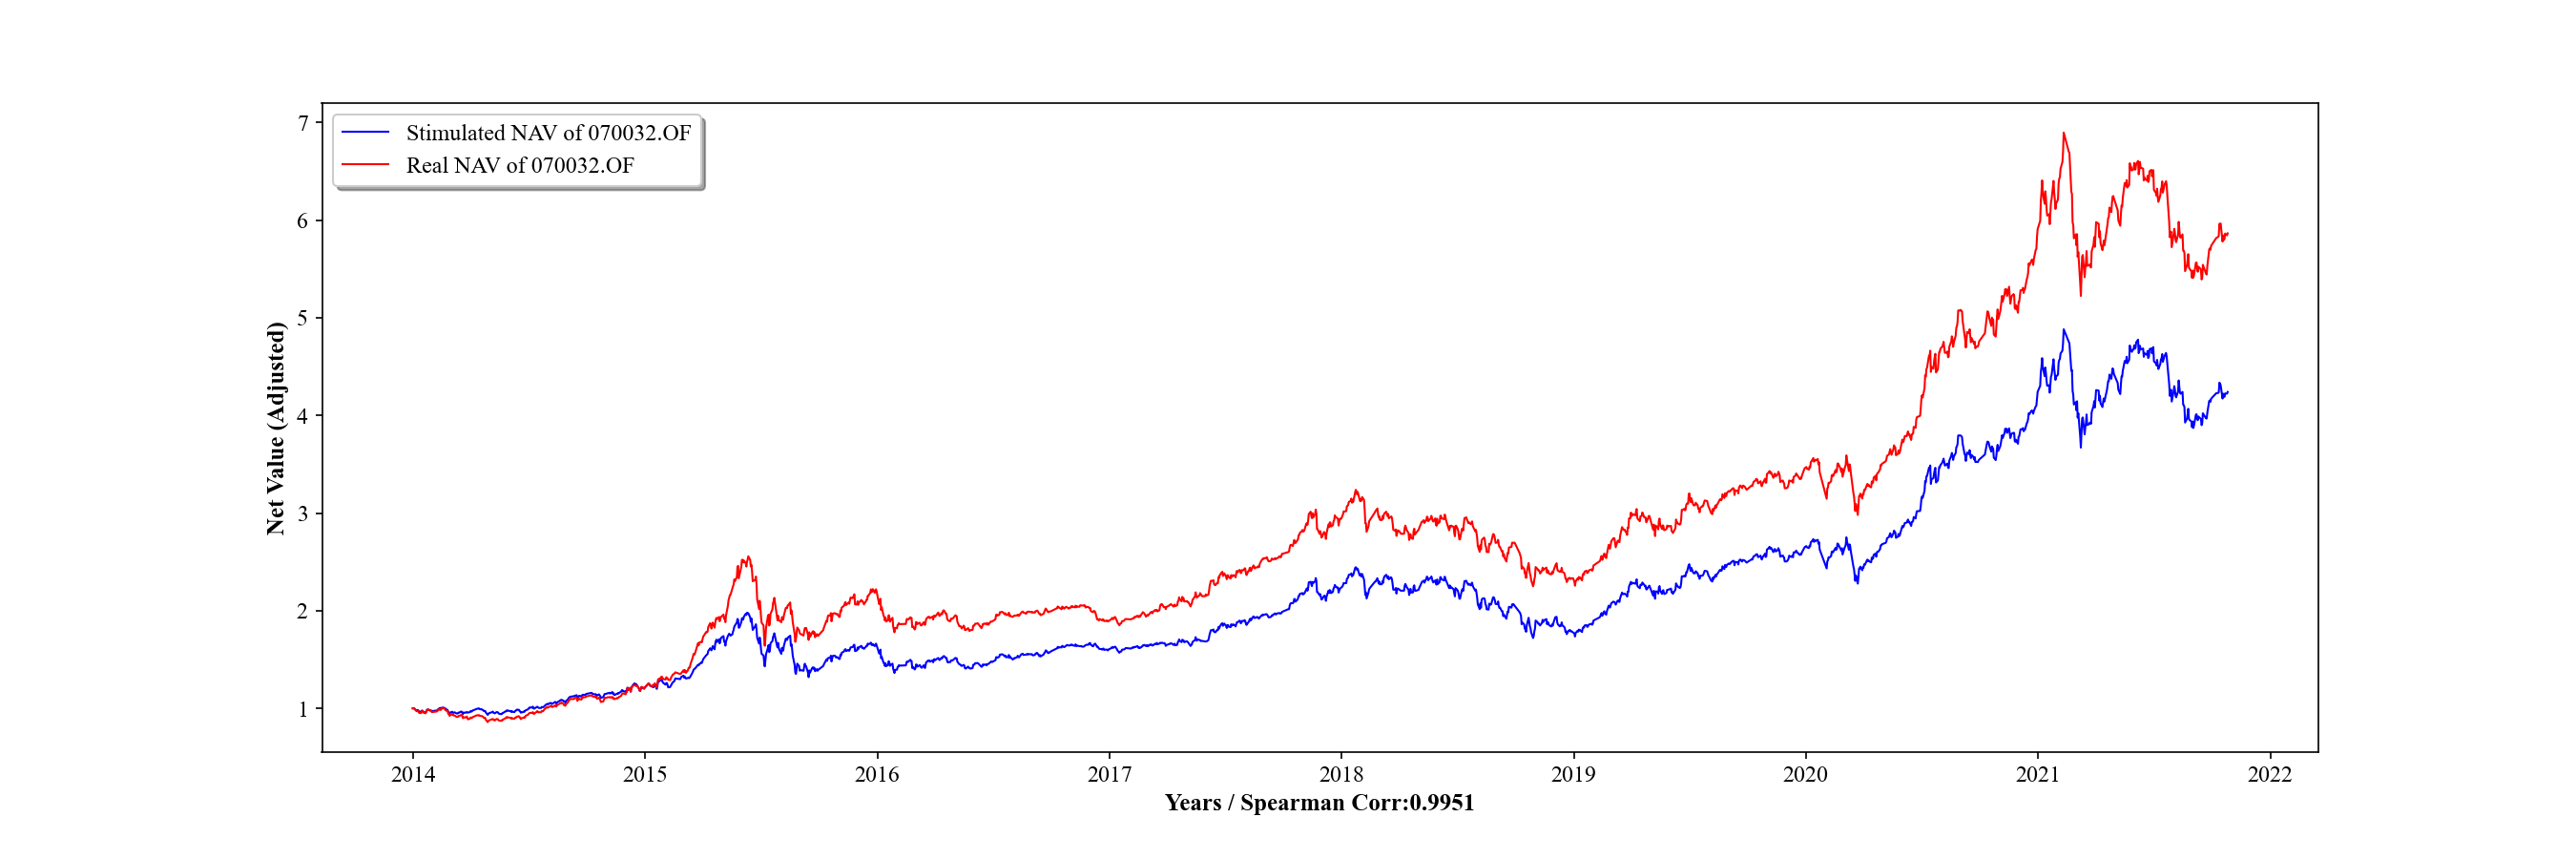 Stimulated NAV of 070032.OF
Real NAV of 070032.OF
7
6
5
4
3
2
1
Net Value (Adjusted)
2014 2015 2016 2017 2018 2019 2020 2021 2022
Years / Spearman Corr:0.9951